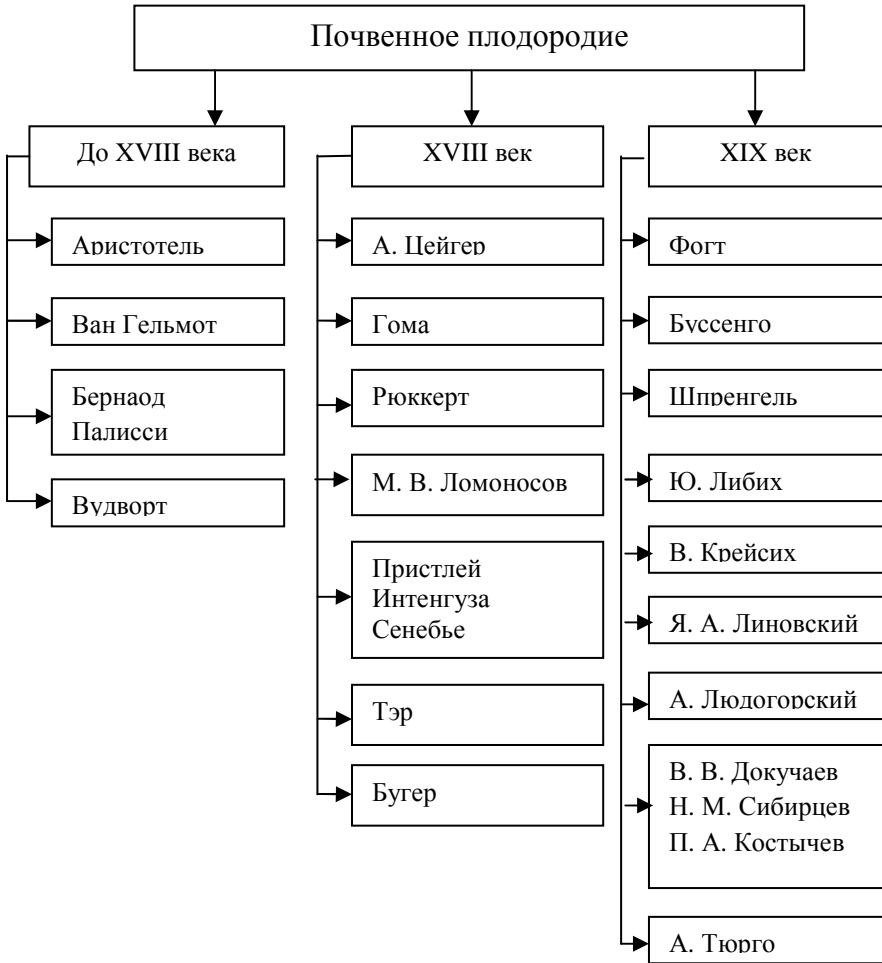 Почвенное плодородие
До XVIII века
Аристотель
Ван Гельмот
Бернаод
Палисси
Вудворт
XVIII век
А. Цейгер
Гома
Рюккерт
М. В. Ломоносов
Пристлей
Интенгуза
Сенебье
Тэр
Бугер
XIX век
Фогт
Буссенго
Шпренгель
Ю. Либих
В. Крейсих
Я. А. Линовский
А. Людогорский
В. В. Докучаев
Н. М. Сибирцев
П. А. Костычев
А. Тюрго